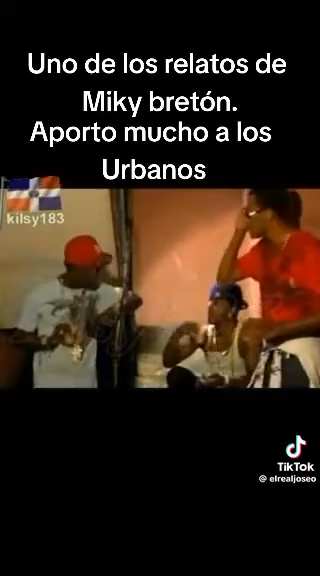 Uno de los relatos de
Miky bretón.
Aporto mucho a los
Urbanos
kilsy183
TikTok
@ elrealjoseo